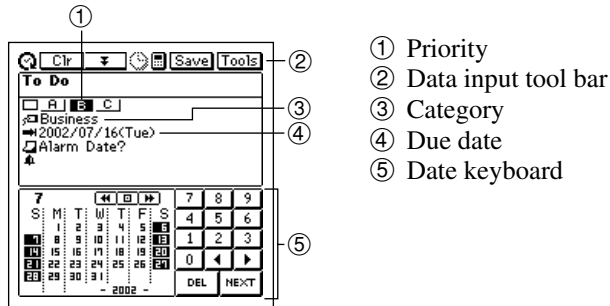 ①
Clr Save Tools
②
To Do
A B C
Business
③
2002/07/16(Tue)
④
Alarm Date?
7
S M T W T F S
1 2 3 4 5 6
7 8 9 10 11 12 13
14 15 16 17 18 19 20
21 22 23 24 25 26 27
28 29 30 31
- 2002 -
7 8 9
4 5 6
1 2 3
0
DEL NEXT
⑤
① Priority
② Data input tool bar
③ Category
④ Due date
⑤ Date keyboard